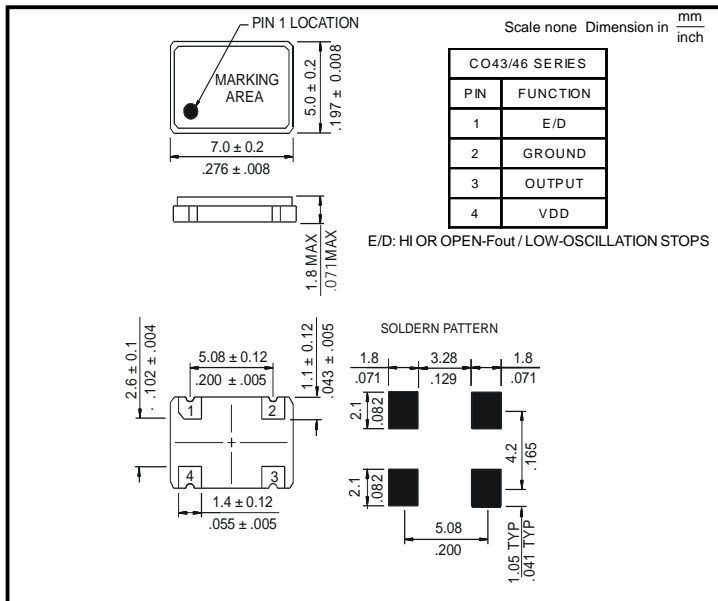 PIN 1 LOCATION
Scale none Dimension in mm
inch
MARKING
AREA
5.0 ± 0.2
.197 ± 0.008
7.0 ± 0.2
.276 ± .008
CO43/46 SERIES
PIN FUNCTION
1 E/D
2 GROUND
3 OUTPUT
4 VDD
E/D: HI OR OPEN-Fout / LOW-OSCILLATION STOPS
1.8 MAX
.071MAX
2.6 ± 0.1
.102 ± .004
5.08 ± 0.12
.200 ± .005
1.1 ± 0.12
.043 ± .005
1 2
4 3
1.4 ± 0.12
.055 ± .005
SOLDERN PATTERN
1.8 3.28 1.8
.071 .129 .071
2.1
.082
2.1
.082
4.2
.165
5.08
.200
1.05 TYP
.041 TYP